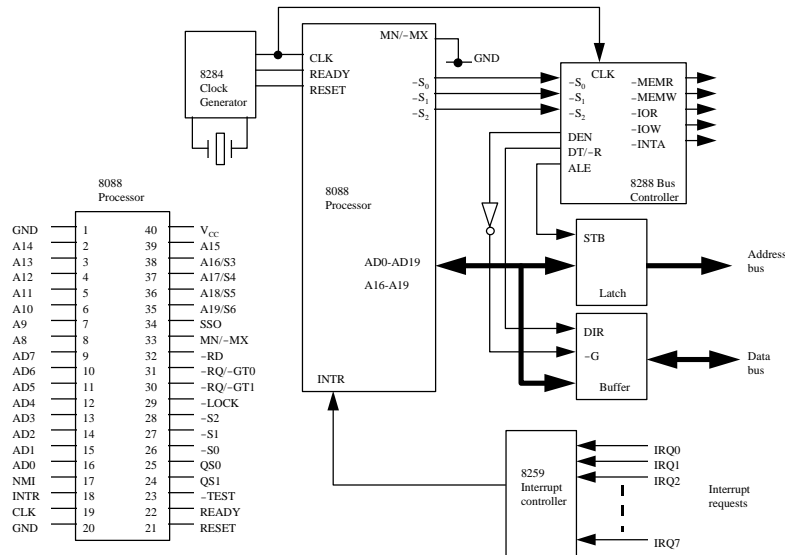 8284
Clock
Generator
CLK
READY
RESET
MN/-MX
GND
-S0
-S1
-S2
8088
Processor
AD0-AD19
A16-A19
INTR
CLK
-S0
-S1
-S2
DEN
DT/-R
ALE
-MEMR
-MEMW
-IOR
-IOW
-INTA
8288 Bus
Controller
STB
Latch
Address
bus
DIR
-G
Buffer
Data
bus
8259
Interrupt
controller
IRQ0
IRQ1
IRQ2
IRQ7
Interrupt
requests
8088
Processor
GND 1 40 VCC
A14 2 39 A15
A13 3 38 A16/S3
A12 4 37 A17/S4
A11 5 36 A18/S5
A10 6 35 A19/S6
A9 7 34 SSO
A8 8 33 MN/-MX
AD7 9 32 -RD
AD6 10 31 -RQ/-GT0
AD5 11 30 -RQ/-GT1
AD4 12 29 -LOCK
AD3 13 28 -S2
AD2 14 27 -S1
AD1 15 26 -S0
AD0 16 25 QS0
NMI 17 24 QS1
INTR 18 23 -TEST
CLK 19 22 READY
GND 20 21 RESET